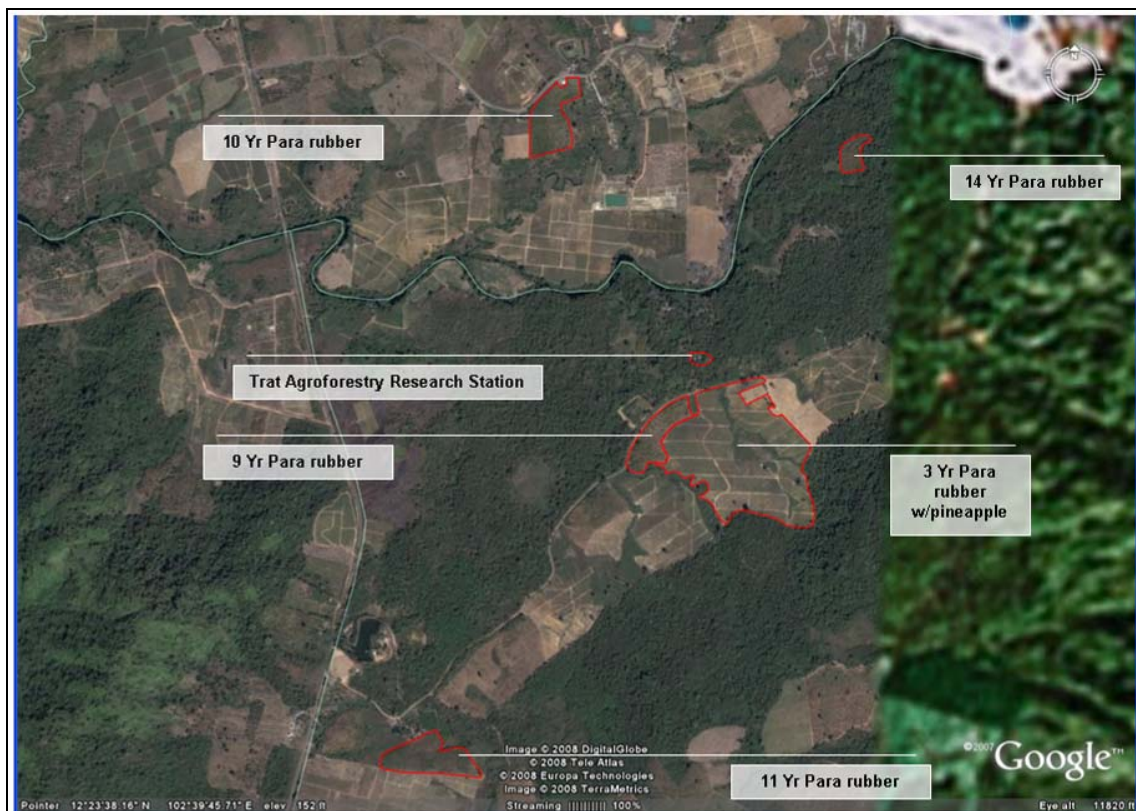 N
10 Yr Para rubber
14 Yr Para rubber
Trat Agroforestry Research Station
9 Yr Para rubber
3 Yr Para
rubber
w/pineapple
Image © 2008 DigitalGlobe
© 2008 Tele Atlas
© 2008 Europa Technologies
Image © 2008 TerraMetrics
©2007 Google™
11 Yr Para rubber
Pointer 12°23'38.16" N 102°39'45.71" E elev 152 ft Streaming |||||||||| 100% Eye alt 11820 ft